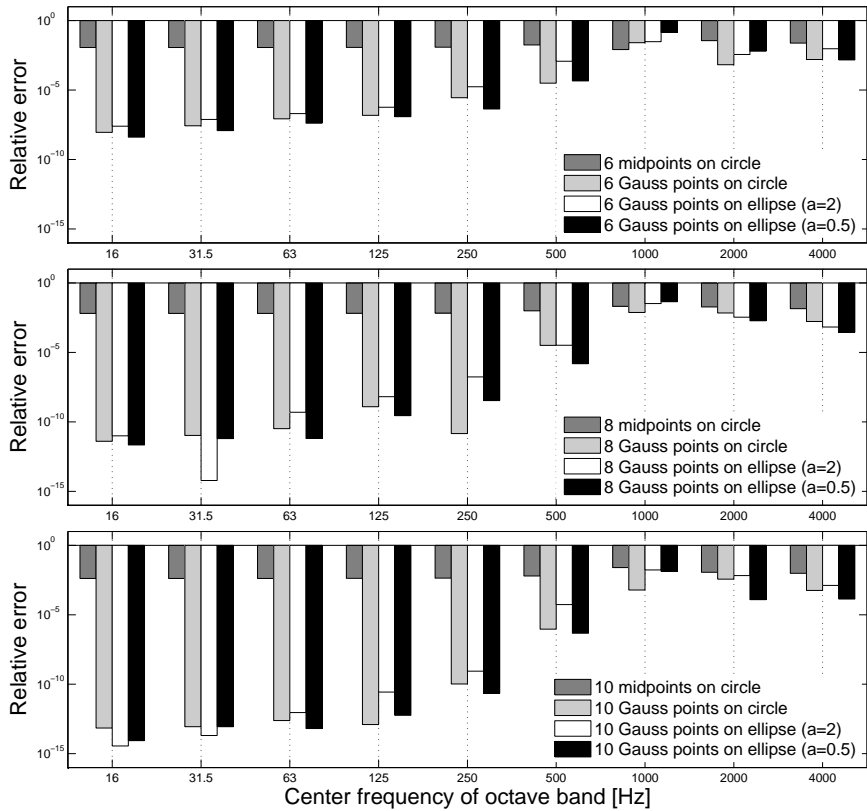 Relative error
10^0
10^-5
10^-10
10^-15
6 midpoints on circle
6 Gauss points on circle
6 Gauss points on ellipse (a=2)
6 Gauss points on ellipse (a=0.5)
16 31.5 63 125 250 500 1000 2000 4000
Relative error
10^0
10^-5
10^-10
10^-15
8 midpoints on circle
8 Gauss points on circle
8 Gauss points on ellipse (a=2)
8 Gauss points on ellipse (a=0.5)
16 31.5 63 125 250 500 1000 2000 4000
Relative error
10^0
10^-5
10^-10
10^-15
10 midpoints on circle
10 Gauss points on circle
10 Gauss points on ellipse (a=2)
10 Gauss points on ellipse (a=0.5)
16 31.5 63 125 250 500 1000 2000 4000
Center frequency of octave band [Hz]